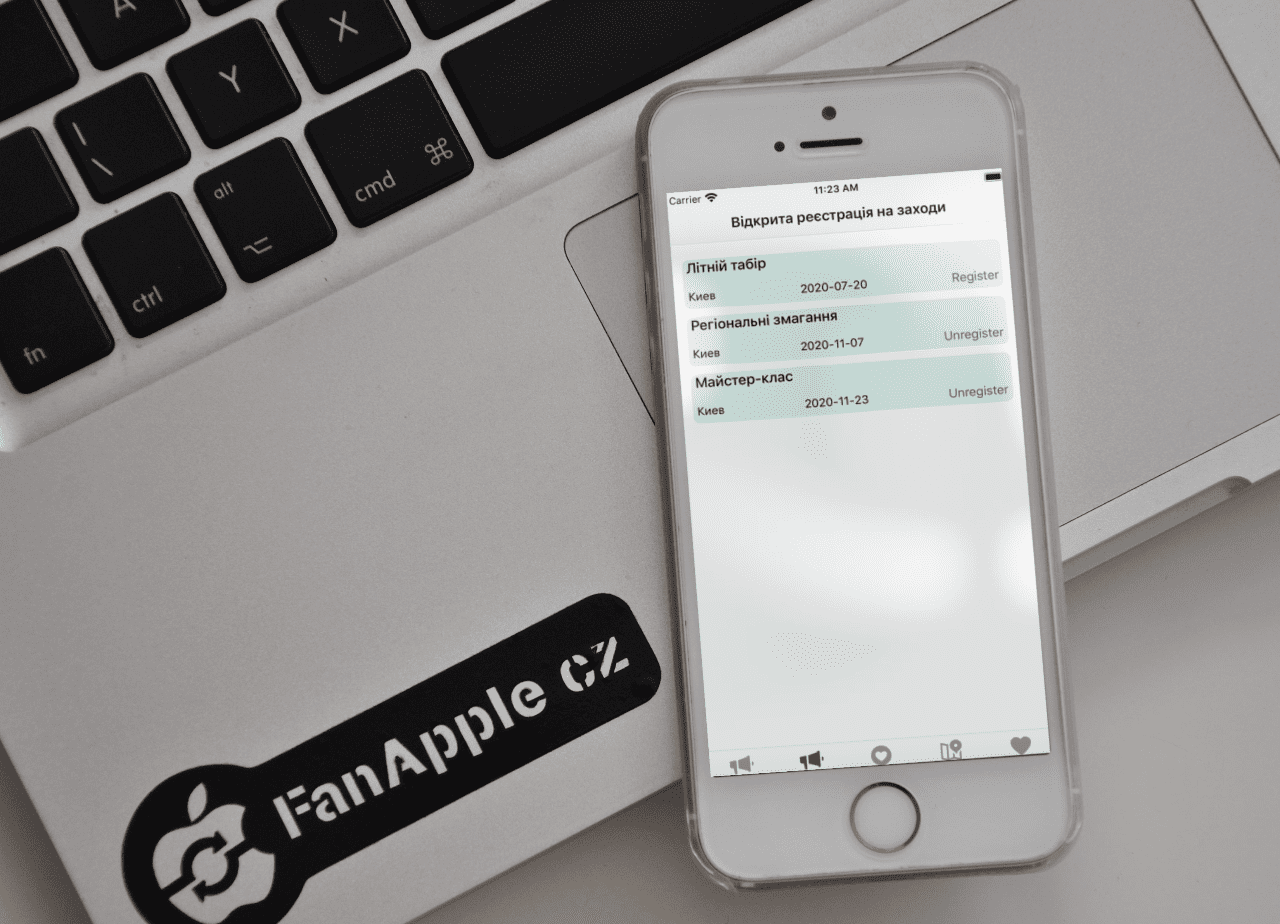 A
X
Y
|
\
alt
cmd
ctrl
fn
Carrier
11:23 AM
Відкрита реєстрація на заходи
Літній табір
Киев 2020-07-20 Register
Регіональні змагання
Киев 2020-11-07 Unregister
Майстер-клас
Киев 2020-11-23 Unregister
FanApple cz